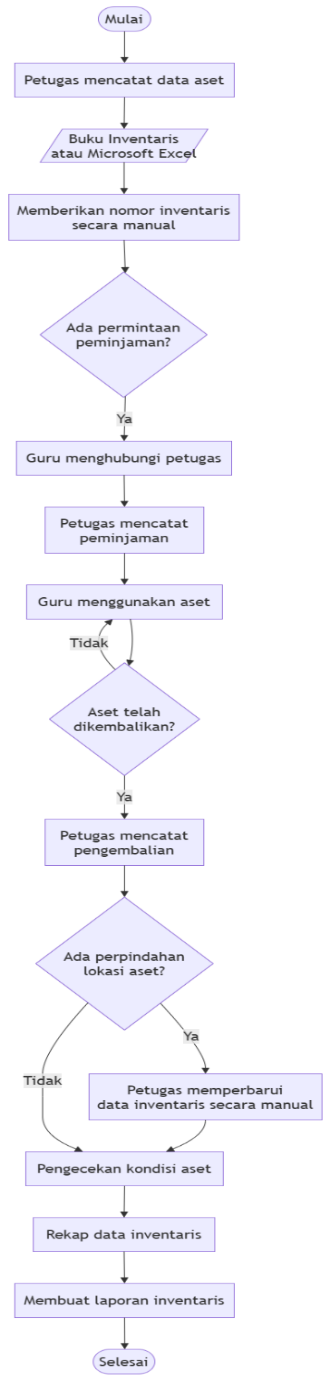 Mulai
Petugas mencatat data aset
Buku Inventaris
atau Microsoft Excel
Memberikan nomor inventaris
secara manual
Ada permintaan
peminjaman?
Ya
Guru menghubungi petugas
Petugas mencatat
peminjaman
Guru menggunakan aset
Tidak
Aset telah
dikembalikan?
Ya
Petugas mencatat
pengembalian
Ada perpindahan
lokasi aset?
Ya
Tidak
Petugas memperbarui
data inventaris secara manual
Pengecekan kondisi aset
Rekap data inventaris
Membuat laporan inventaris
Selesai